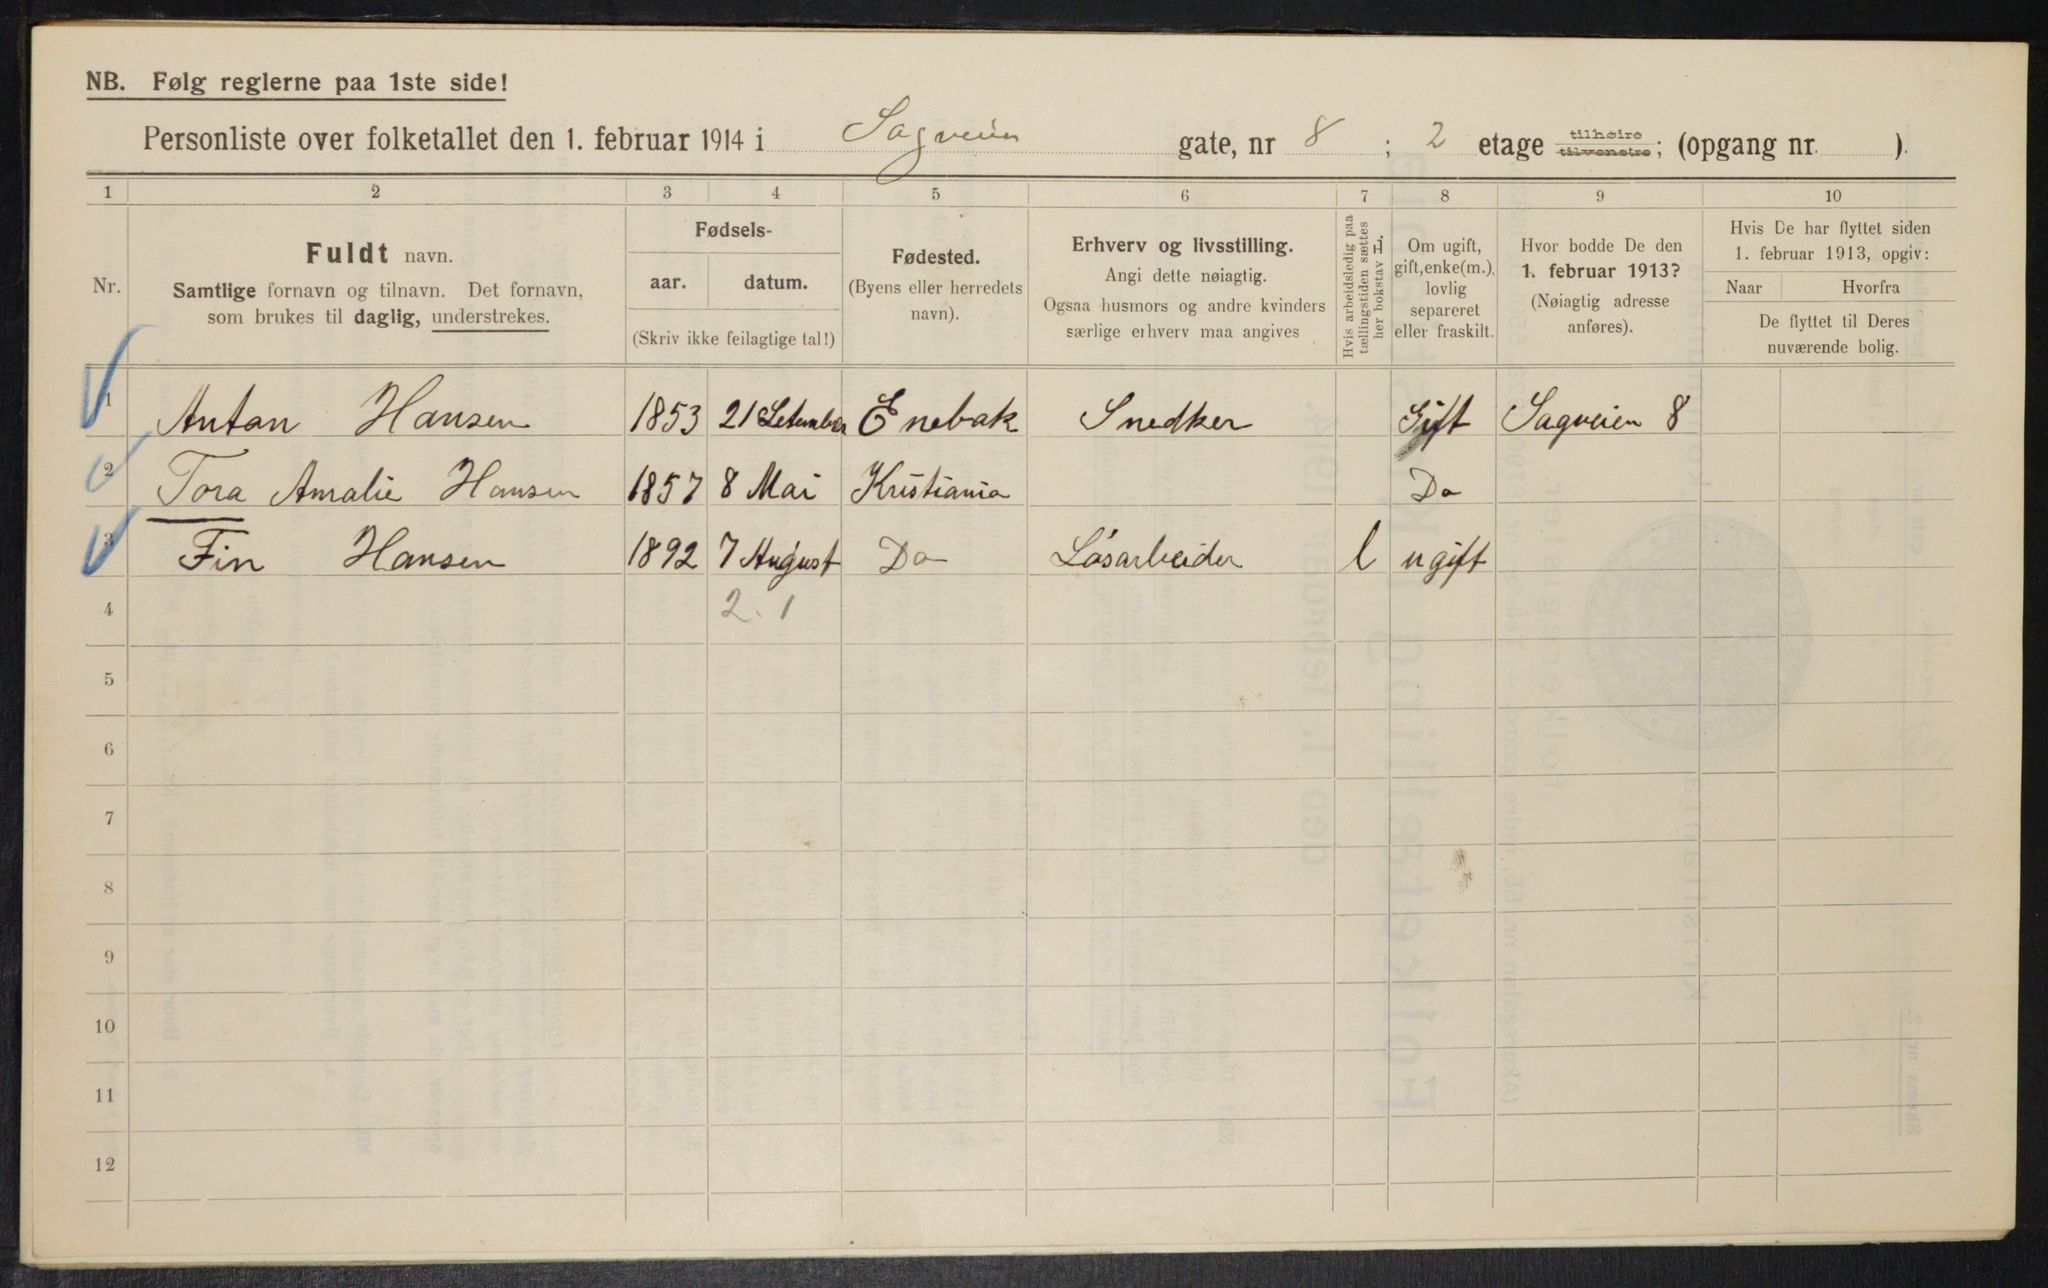 NB. Følg reglerne paa 1ste side!
Personliste over folketallet den 1. februar 1914 i Sagveien gate, nr 8 ; 2 etage tilhøire tilvenstre; (opgang nr. ).
1 2 3 4 5 6 7 8 9 10
Nr.
Fuldt navn.
Samtlige fornavn og tilnavn. Det fornavn,
som brukes til daglig, understrekes.
Fødsels-
aar. datum.
(Skriv ikke feilagtige tal!)
Fødested.
(Byens eller herredets
navn).
Erhverv og livsstilling.
Angi dette nøiagtig.
Ogsaa husmors og andre kvinders
særlige erhverv maa angives
Hvis arbeidsledig paa
tællingstiden sættes
her bokstav L.
Om ugift,
gift, enke(m.),
lovlig
separeret
eller fraskilt.
Hvor bodde De den
1. februar 1913?
(Nøiagtig adresse
anføres).
Hvis De har flyttet siden
1. februar 1913, opgiv:
Naar Hvorfra
De flyttet til Deres
nuværende bolig.
1 Antan Hansen 1853 21 Setember Enebak Snedker Gift Sagveien 8
2 Tora Amalie Hansen 1857 8 Mai Kristiania Do
3 Fin Hansen 1892 7 August Do Løsarbeider l ugift
4 2. 1
5
6
7
8
9
10
11
12